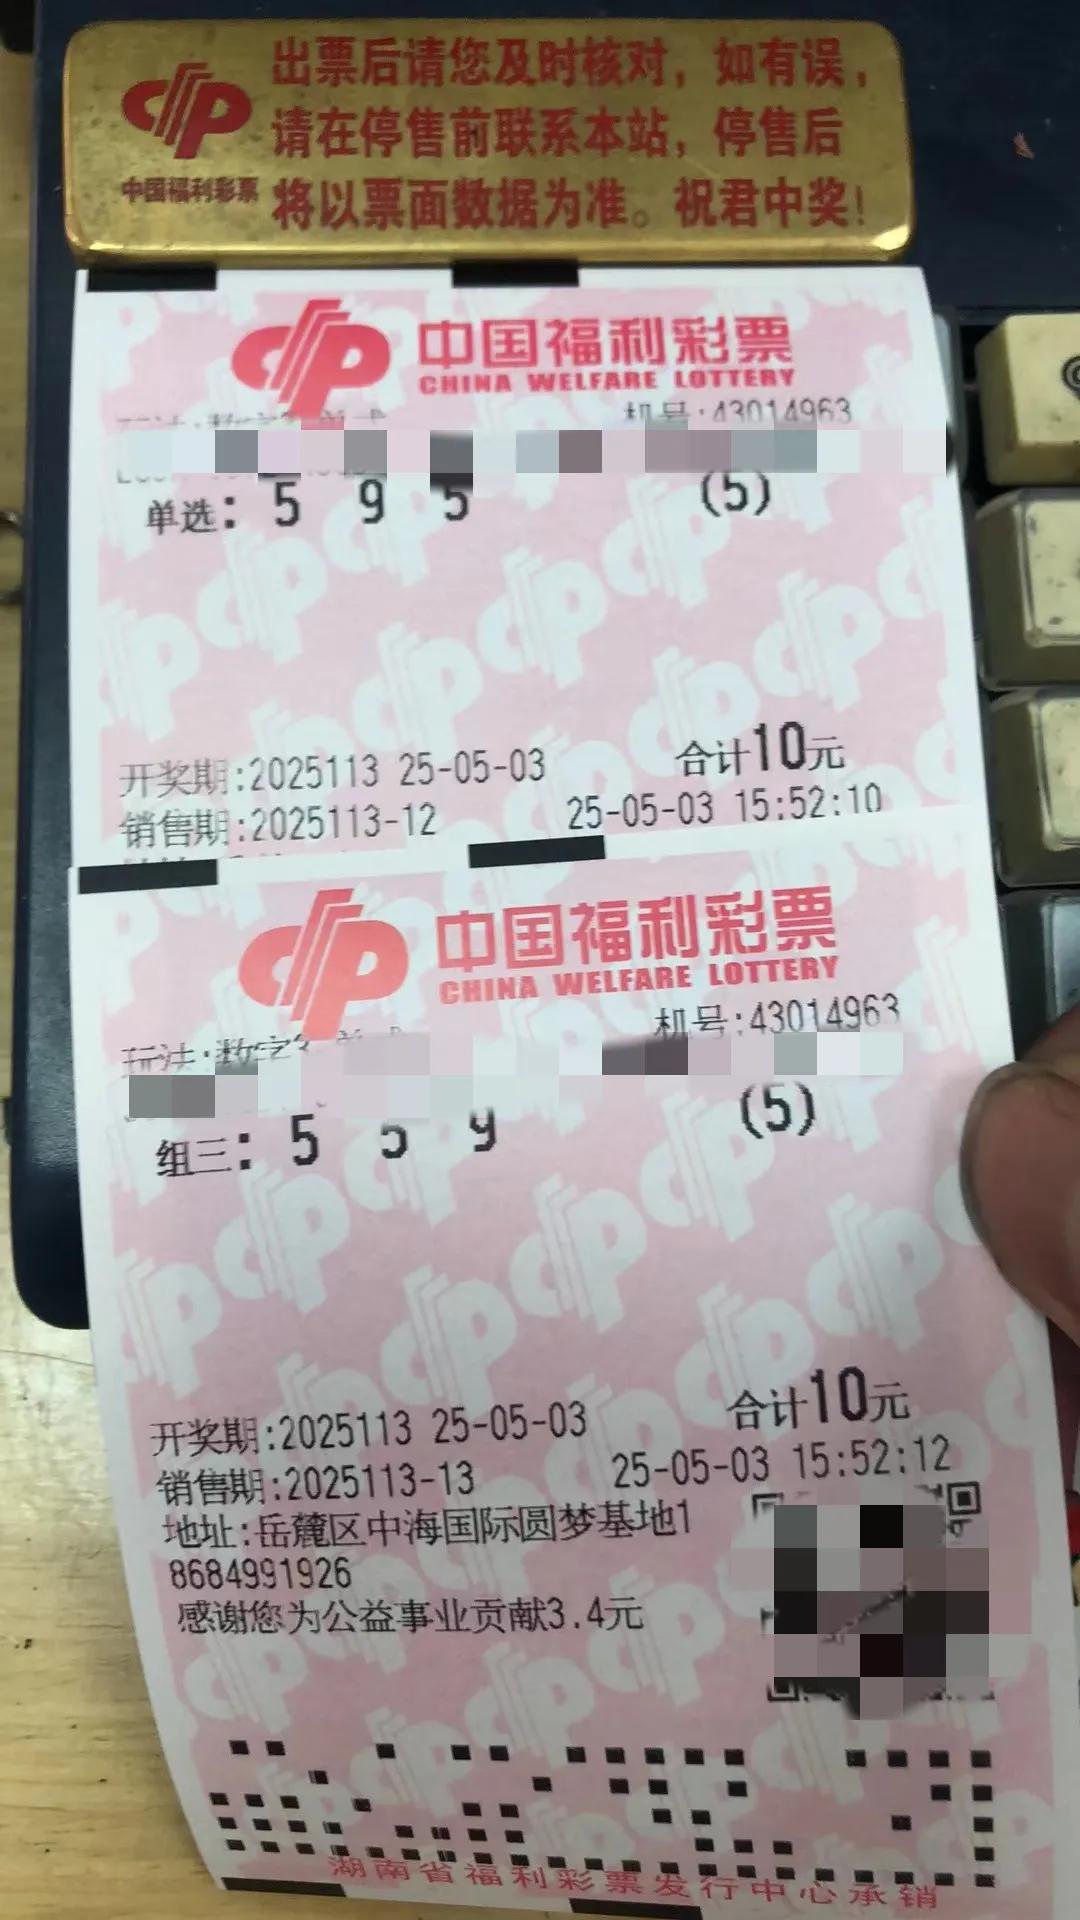 出票后请您及时核对，如有误，
请在停售前联系本站，停售后
将以票面数据为准。祝君中奖！
中国福利彩票
中国福利彩票
CHINA WELFARE LOTTERY
机号:43014963
单选: 5 9 5 (5)
合计10元
开奖期:2025113 25-05-03
销售期:2025113-12 25-05-03 15:52:10
中国福利彩票
CHINA WELFARE LOTTERY
机号:43014963
玩法:数字3
组三: 5 5 9 (5)
合计10元
开奖期:2025113 25-05-03
销售期:2025113-13 25-05-03 15:52:12
地址:岳麓区中海国际圆梦基地1
8684991926
感谢您为公益事业贡献3.4元
湖南省福利彩票发行中心承销